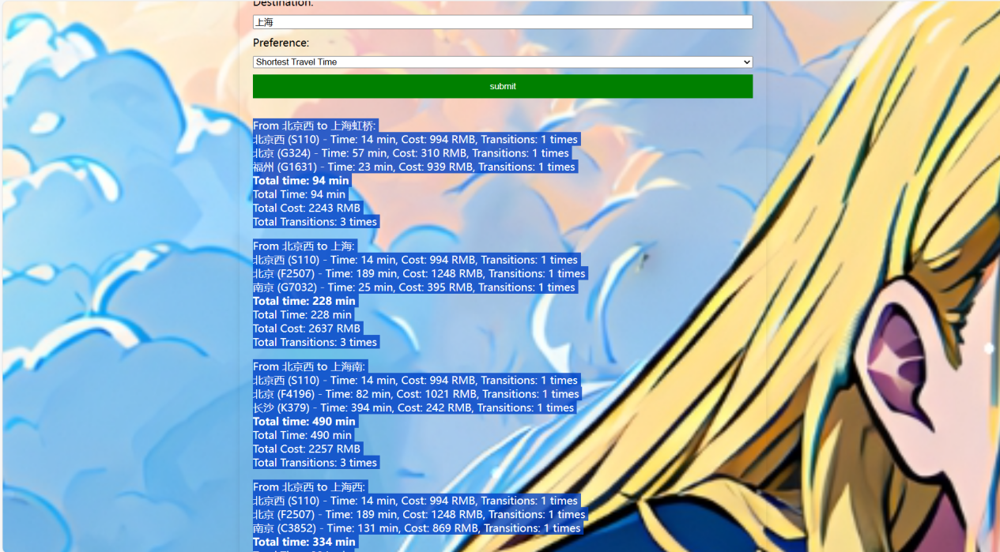 Destination:
上海
Preference:
Shortest Travel Time
submit
From 北京西 to 上海虹桥:
北京西 (S110) - Time: 14 min, Cost: 994 RMB, Transitions: 1 times
北京 (G324) - Time: 57 min, Cost: 310 RMB, Transitions: 1 times
福州 (G1631) - Time: 23 min, Cost: 939 RMB, Transitions: 1 times
Total time: 94 min
Total Time: 94 min
Total Cost: 2243 RMB
Total Transitions: 3 times
From 北京西 to 上海:
北京西 (S110) - Time: 14 min, Cost: 994 RMB, Transitions: 1 times
北京 (F2507) - Time: 189 min, Cost: 1248 RMB, Transitions: 1 times
南京 (G7032) - Time: 25 min, Cost: 395 RMB, Transitions: 1 times
Total time: 228 min
Total Time: 228 min
Total Cost: 2637 RMB
Total Transitions: 3 times
From 北京西 to 上海南:
北京西 (S110) - Time: 14 min, Cost: 994 RMB, Transitions: 1 times
北京 (F4196) - Time: 82 min, Cost: 1021 RMB, Transitions: 1 times
长沙 (K379) - Time: 394 min, Cost: 242 RMB, Transitions: 1 times
Total time: 490 min
Total Time: 490 min
Total Cost: 2257 RMB
Total Transitions: 3 times
From 北京西 to 上海西:
北京西 (S110) - Time: 14 min, Cost: 994 RMB, Transitions: 1 times
北京 (F2507) - Time: 189 min, Cost: 1248 RMB, Transitions: 1 times
南京 (C3852) - Time: 131 min, Cost: 869 RMB, Transitions: 1 times
Total time: 334 min